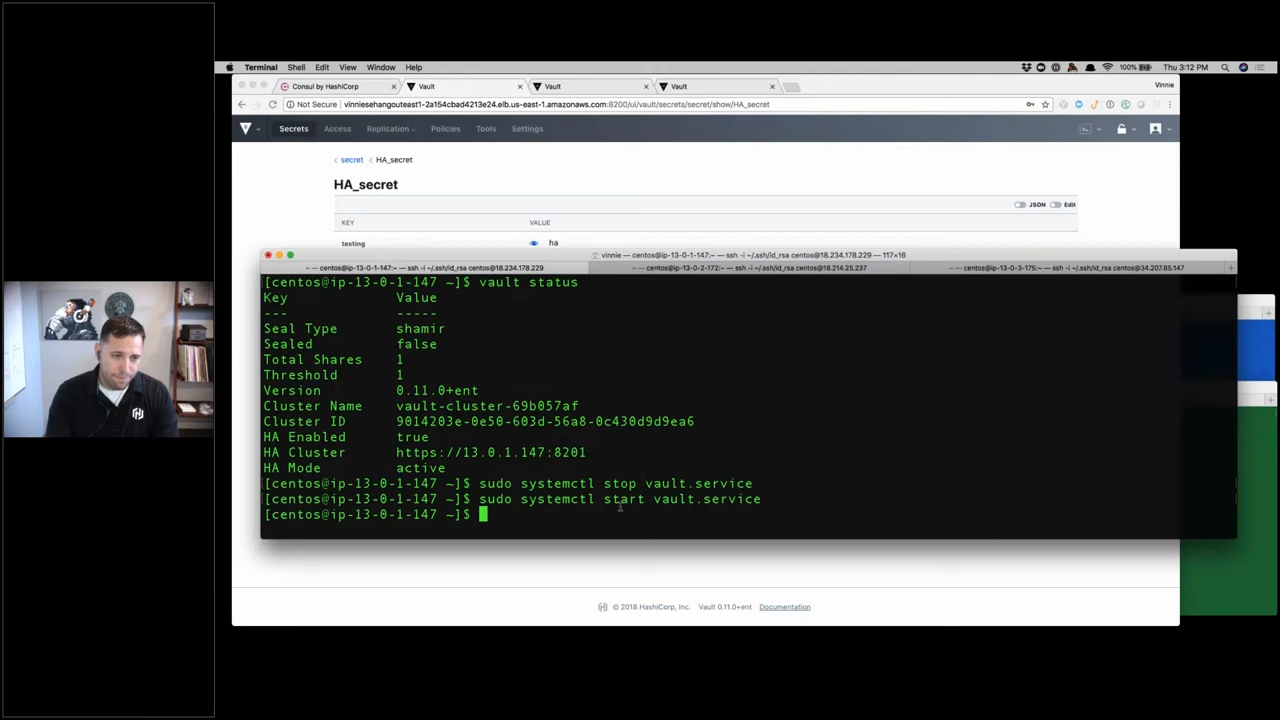 Terminal Shell Edit View Window Help 100% Thu 3:12 PM
Consul by HashiCorp Vault Vault Vault Vinnie
Not Secure vinniesehangouteast1-2a154cbad4213e24.elb.us-east-1.amazonaws.com:8200/ui/vault/secrets/secret/show/HA_secret
Secrets Access Replication Policies Tools Settings
secret HA_secret
HA_secret
JSON Edit
KEY VALUE
testing ha
vinnie — centos@ip-13-0-1-147:~ — ssh -i ~/.ssh/id_rsa centos@18.234.178.229 — 117×16
~ — centos@ip-13-0-1-147:~ — ssh -i ~/.ssh/id_rsa centos@18.234.178.229 ~ — centos@ip-13-0-2-172:~ — ssh -i ~/.ssh/id_rsa centos@18.214.25.237 ~ — centos@ip-13-0-3-175:~ — ssh -i ~/.ssh/id_rsa centos@34.207.85.147
[centos@ip-13-0-1-147 ~]$ vault status
Key Value
--- -----
Seal Type shamir
Sealed false
Total Shares 1
Threshold 1
Version 0.11.0+ent
Cluster Name vault-cluster-69b057af
Cluster ID 9014203e-0e50-603d-56a8-0c430d9d9ea6
HA Enabled true
HA Cluster https://13.0.1.147:8201
HA Mode active
[centos@ip-13-0-1-147 ~]$ sudo systemctl stop vault.service
[centos@ip-13-0-1-147 ~]$ sudo systemctl start vault.service
[centos@ip-13-0-1-147 ~]$
© 2018 HashiCorp, Inc. Vault 0.11.0+ent Documentation